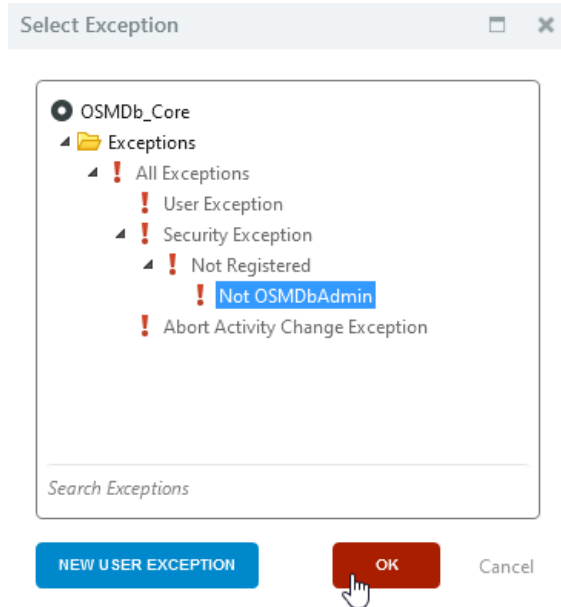 Select Exception
OSMDb_Core
Exceptions
All Exceptions
User Exception
Security Exception
Not Registered
Not OSMDbAdmin
Abort Activity Change Exception
Search Exceptions
NEW USER EXCEPTION OK Cancel